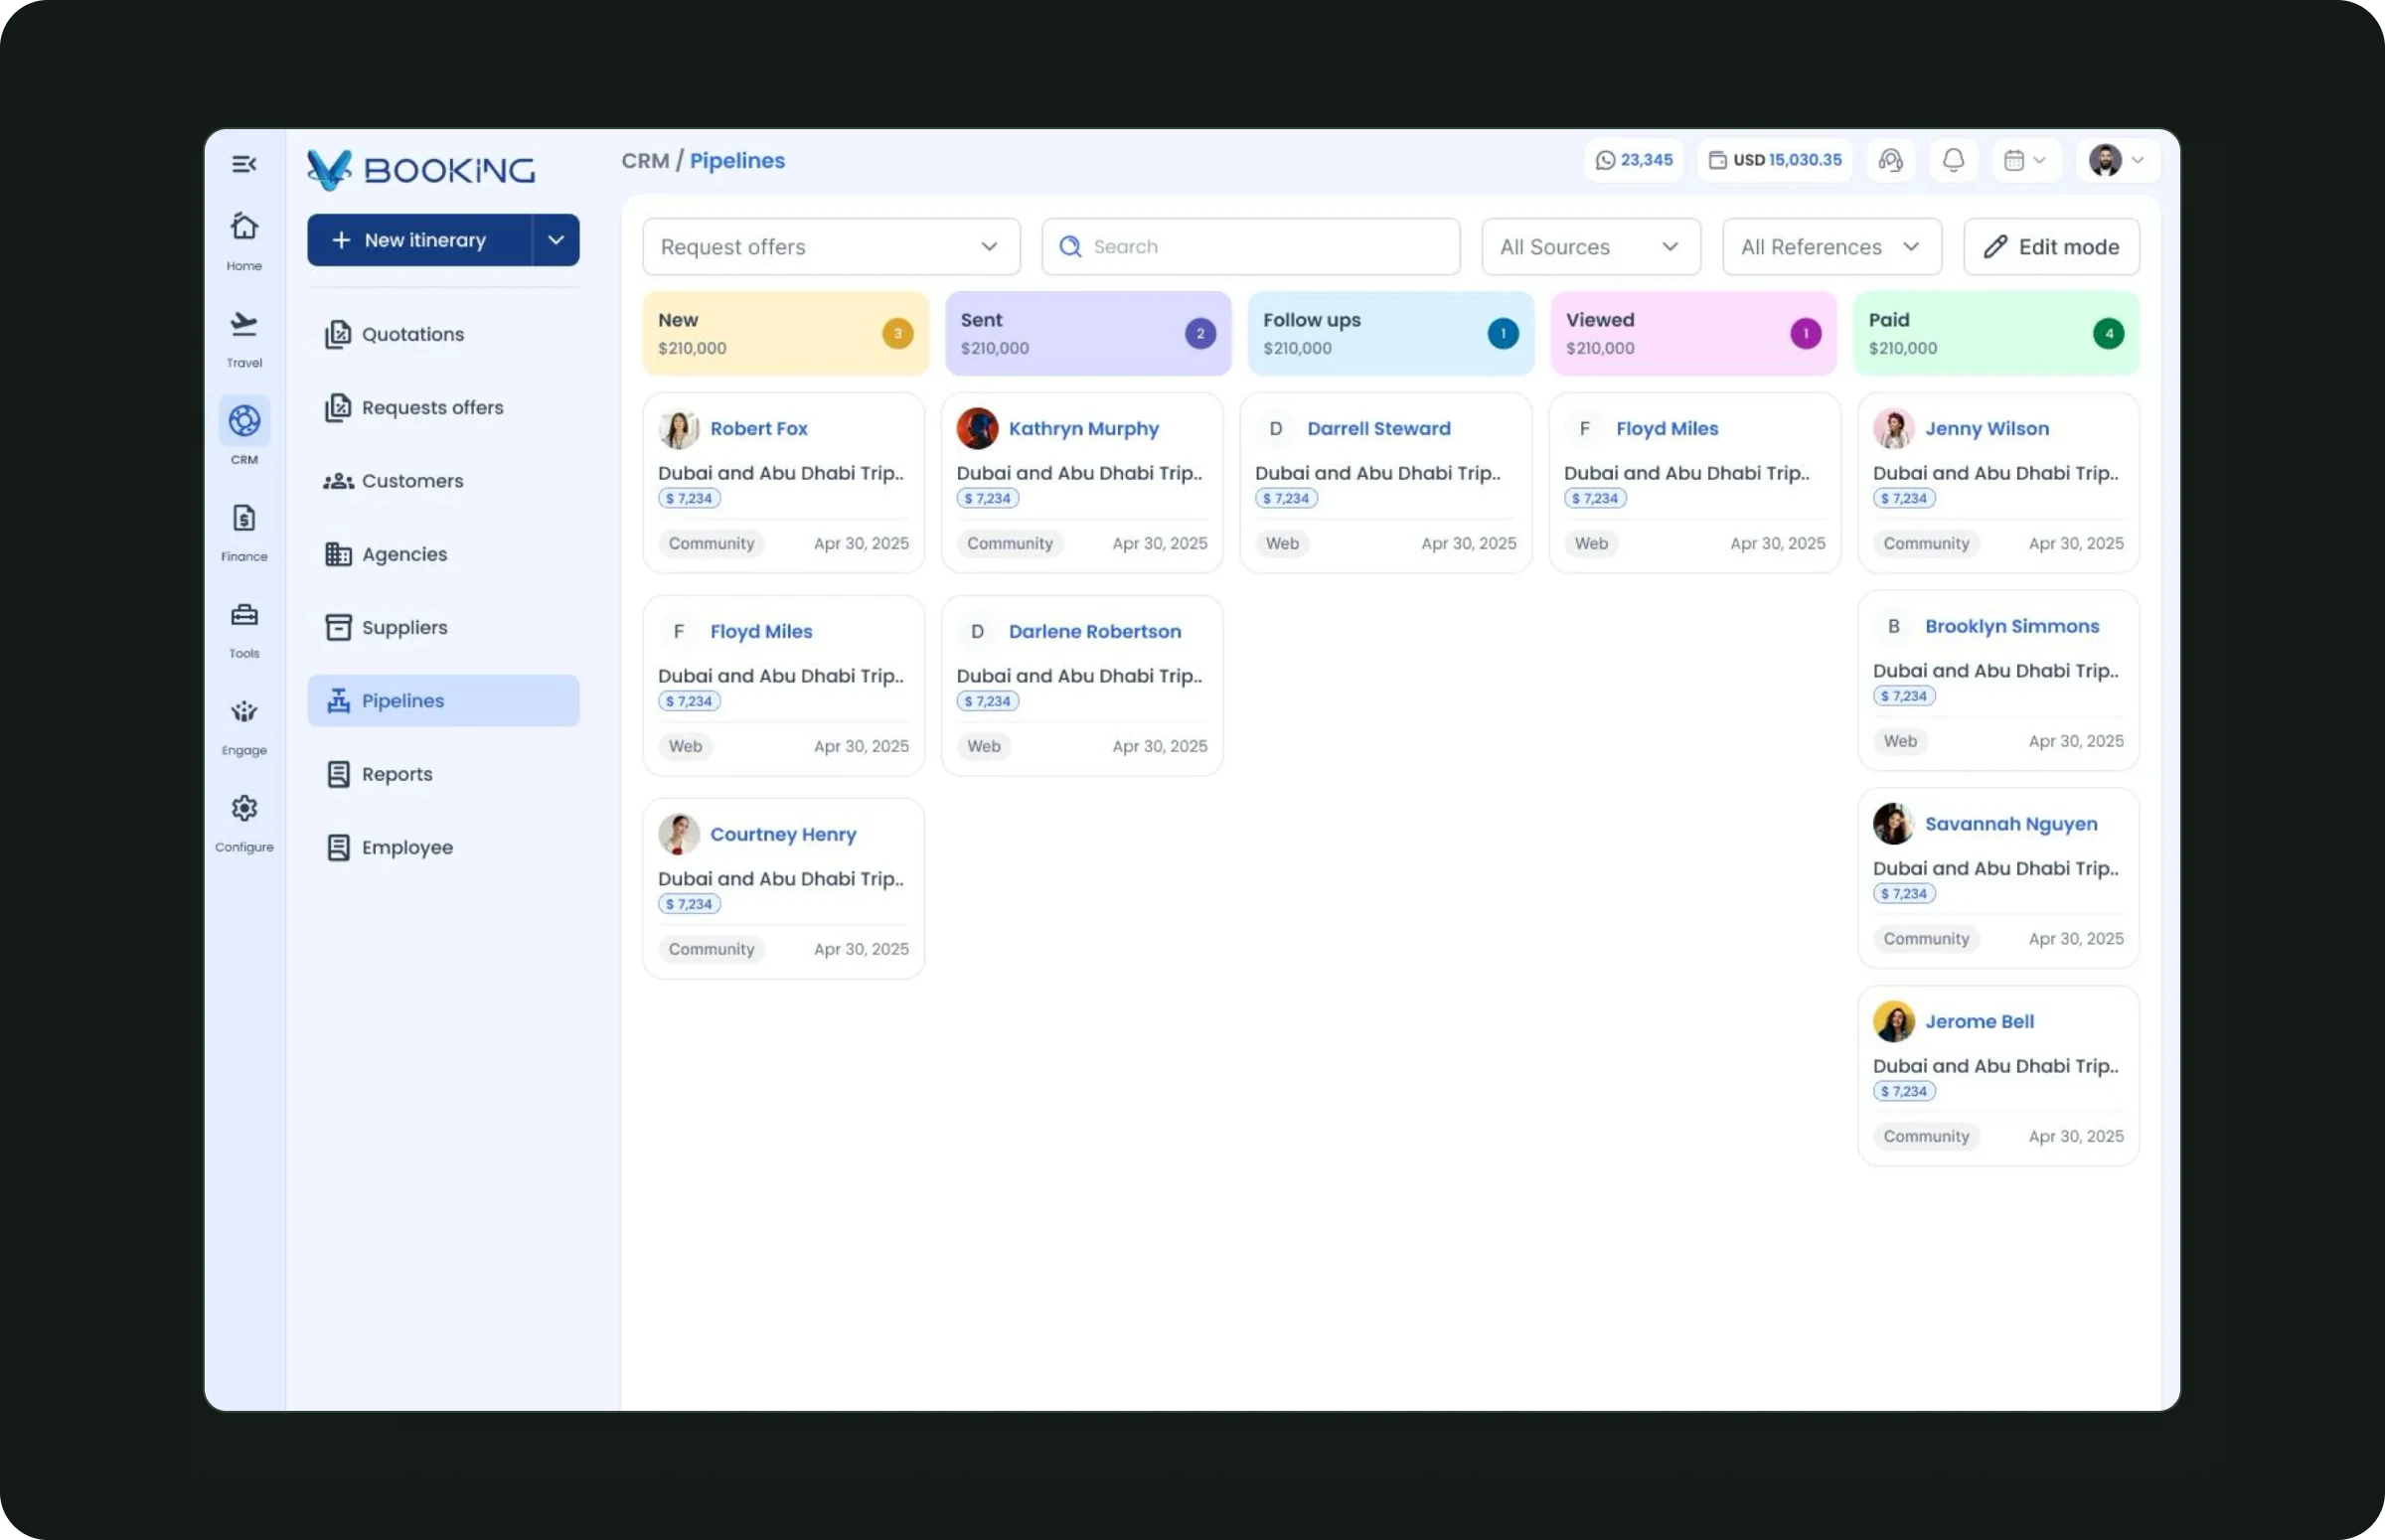 BOOKING
CRM / Pipelines
23,345
USD 15,030.35
Home
Travel
CRM
Finance
Tools
Engage
Configure
+ New itinerary
Quotations
Requests offers
Customers
Agencies
Suppliers
Pipelines
Reports
Employee
Request offers
Search
All Sources
All References
Edit mode
New
$210,000
3
Sent
$210,000
2
Follow ups
$210,000
1
Viewed
$210,000
1
Paid
$210,000
4
Robert Fox
Dubai and Abu Dhabi Trip..
$ 7,234
Community Apr 30, 2025
F Floyd Miles
Dubai and Abu Dhabi Trip..
$ 7,234
Web Apr 30, 2025
Courtney Henry
Dubai and Abu Dhabi Trip..
$ 7,234
Community Apr 30, 2025
Kathryn Murphy
Dubai and Abu Dhabi Trip..
$ 7,234
Community Apr 30, 2025
D Darlene Robertson
Dubai and Abu Dhabi Trip..
$ 7,234
Web Apr 30, 2025
D Darrell Steward
Dubai and Abu Dhabi Trip..
$ 7,234
Web Apr 30, 2025
F Floyd Miles
Dubai and Abu Dhabi Trip..
$ 7,234
Web Apr 30, 2025
Jenny Wilson
Dubai and Abu Dhabi Trip..
$ 7,234
Community Apr 30, 2025
B Brooklyn Simmons
Dubai and Abu Dhabi Trip..
$ 7,234
Web Apr 30, 2025
Savannah Nguyen
Dubai and Abu Dhabi Trip..
$ 7,234
Community Apr 30, 2025
Jerome Bell
Dubai and Abu Dhabi Trip..
$ 7,234
Community Apr 30, 2025